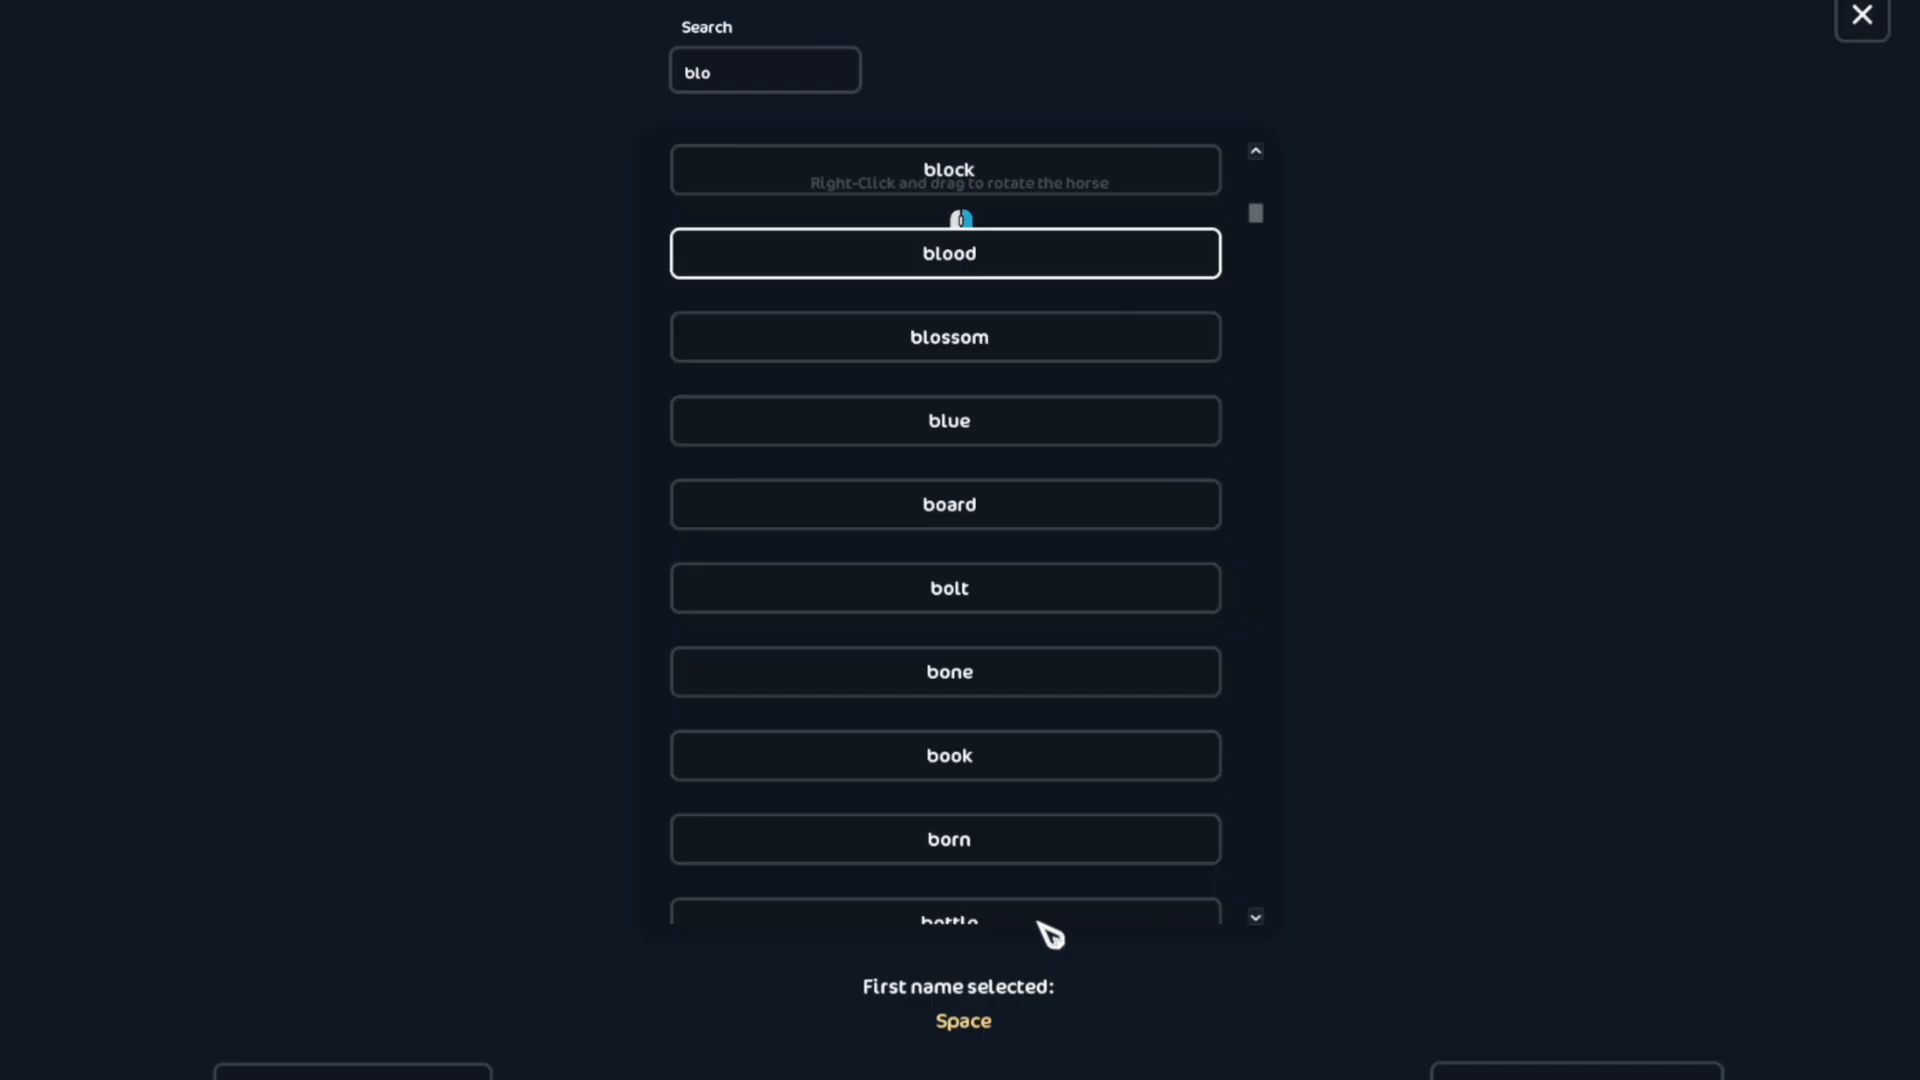 Search
blo
block
Right-Click and drag to rotate the horse
blood
blossom
blue
board
bolt
bone
book
born
bottle
First name selected:
Space